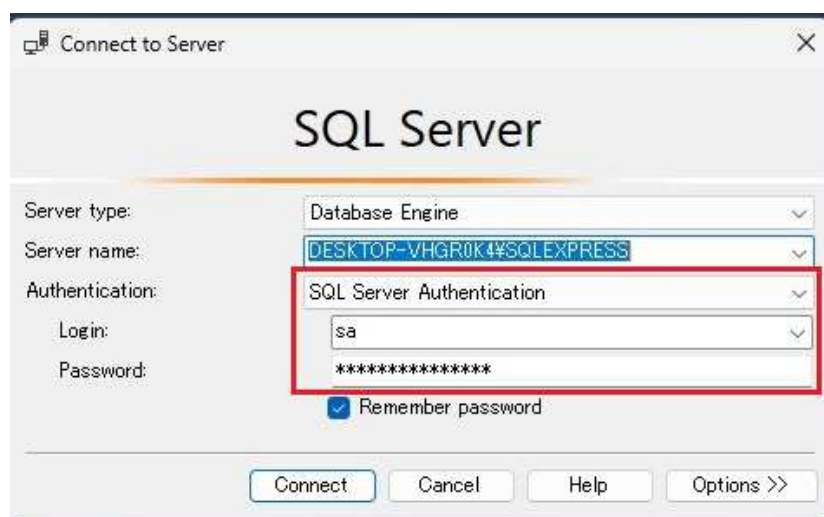 Connect to Server
SQL Server
Server type: Database Engine
Server name: DESKTOP-VHGR0K4¥SQLEXPRESS
Authentication: SQL Server Authentication
Login: sa
Password: ***************
Remember password
Connect Cancel Help Options >>